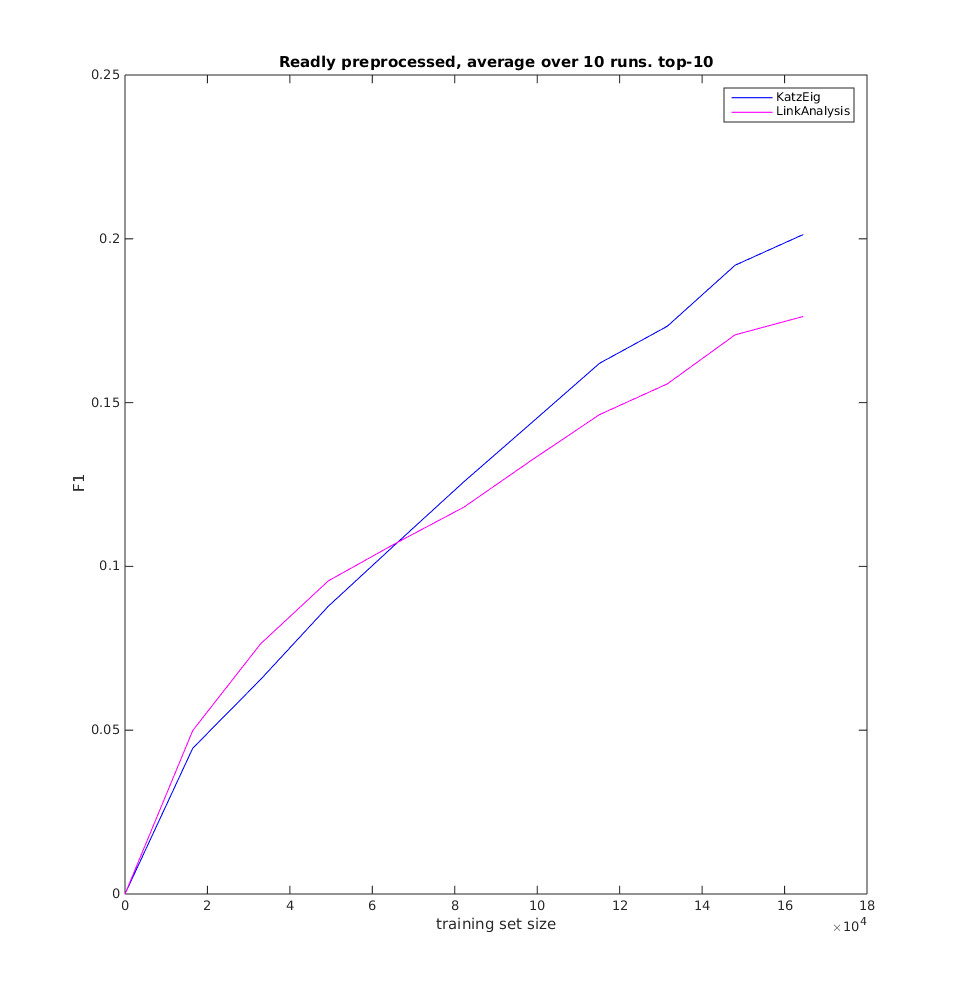 Readly preprocessed, average over 10 runs. top-10
KatzEig
LinkAnalysis
0.25
0.2
0.15
0.1
0.05
0
F1
0 2 4 6 8 10 12 14 16 18
×10^4
training set size